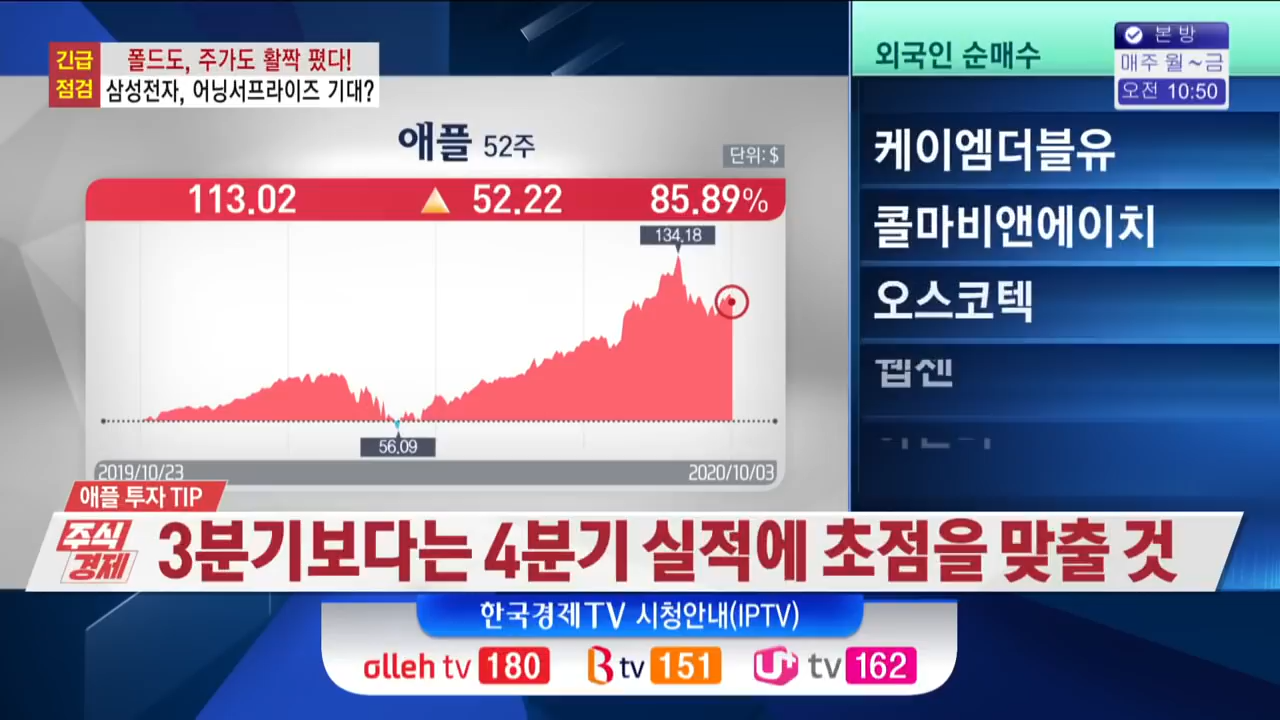 긴급
점검
폴드도, 주가도 활짝 폈다!
삼성전자, 어닝서프라이즈 기대?
애플 52주
단위: $
113.02 ▲ 52.22 85.89%
134.18
56.09
2019/10/23
2020/10/03
외국인 순매수
본 방
매주 월~금
오전 10:50
케이엠더블유
콜마비앤에이치
오스코텍
웹젠
애플 투자 TIP
주식
경제
3분기보다는 4분기 실적에 초점을 맞출 것
한국경제TV 시청안내(IPTV)
alleh tv 180
B tv 151
U+ tv 162